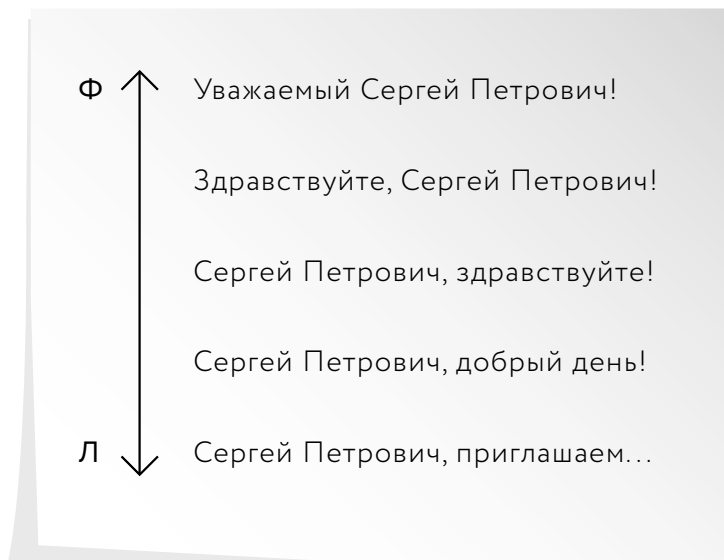 Ф Уважаемый Сергей Петрович!
Здравствуйте, Сергей Петрович!
Сергей Петрович, здравствуйте!
Сергей Петрович, добрый день!
Л Сергей Петрович, приглашаем...